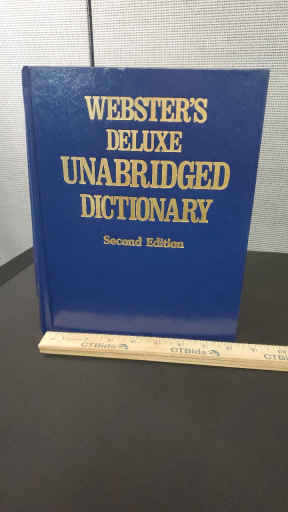 WEBSTER'S
DELUXE
UNABRIDGED
DICTIONARY
Second Edition
CTBids
CTBids
CTBids